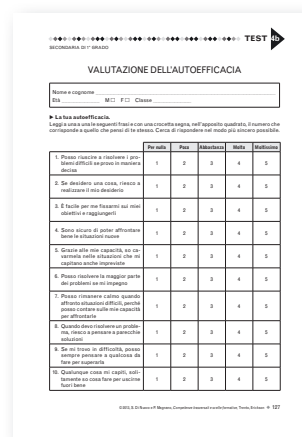 TEST 4b
SECONDARIA DI 1° GRADO
VALUTAZIONE DELL'AUTOEFFICACIA
Nome e cognome
Età M F Classe
La tua autoefficacia.
Leggi a una a una le seguenti frasi e con una crocetta segna, nell'apposito quadrato, il numero che
corrisponde a quello che pensi di te stesso. Cerca di rispondere nel modo più sincero possibile.
Per nulla Poco Abbastanza Molto Moltissimo
1. Posso riuscire a risolvere i pro-
blemi difficili se provo in maniera
decisa
1 2 3 4 5
2. Se desidero una cosa, riesco a
realizzare il mio desiderio
1 2 3 4 5
3. È facile per me fissarmi sui miei
obiettivi e raggiungerli
1 2 3 4 5
4. Sono sicuro di poter affrontare
bene le situazioni nuove
1 2 3 4 5
5. Grazie alle mie capacità, so ca-
varmela nelle situazioni che mi
capitano anche impreviste
1 2 3 4 5
6. Posso risolvere la maggior parte
dei problemi se mi impegno
1 2 3 4 5
7. Posso rimanere calmo quando
affronto situazioni difficili, perché
posso contare sulle mie capacità
per affrontarle
1 2 3 4 5
8. Quando devo risolvere un proble-
ma, riesco a pensare a parecchie
soluzioni
1 2 3 4 5
9. Se mi trovo in difficoltà, posso
sempre pensare a qualcosa da
fare per superarla
1 2 3 4 5
10. Qualunque cosa mi capiti, soli-
tamente so cosa fare per uscirne
fuori bene
1 2 3 4 5
© 2013, S. Di Nuovo e P. Magnano, Competenze trasversali e scelte formative, Trento, Erickson 127